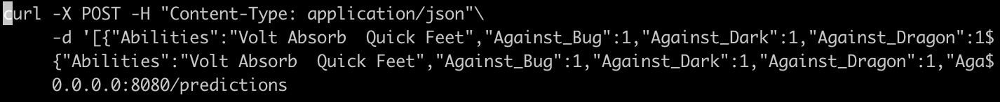 curl -X POST -H "Content-Type: application/json"\
-d '[{"Abilities":"Volt Absorb  Quick Feet","Against_Bug":1,"Against_Dark":1,"Against_Dragon":1$
{"Abilities":"Volt Absorb  Quick Feet","Against_Bug":1,"Against_Dark":1,"Against_Dragon":1,"Aga$
0.0.0.0:8080/predictions